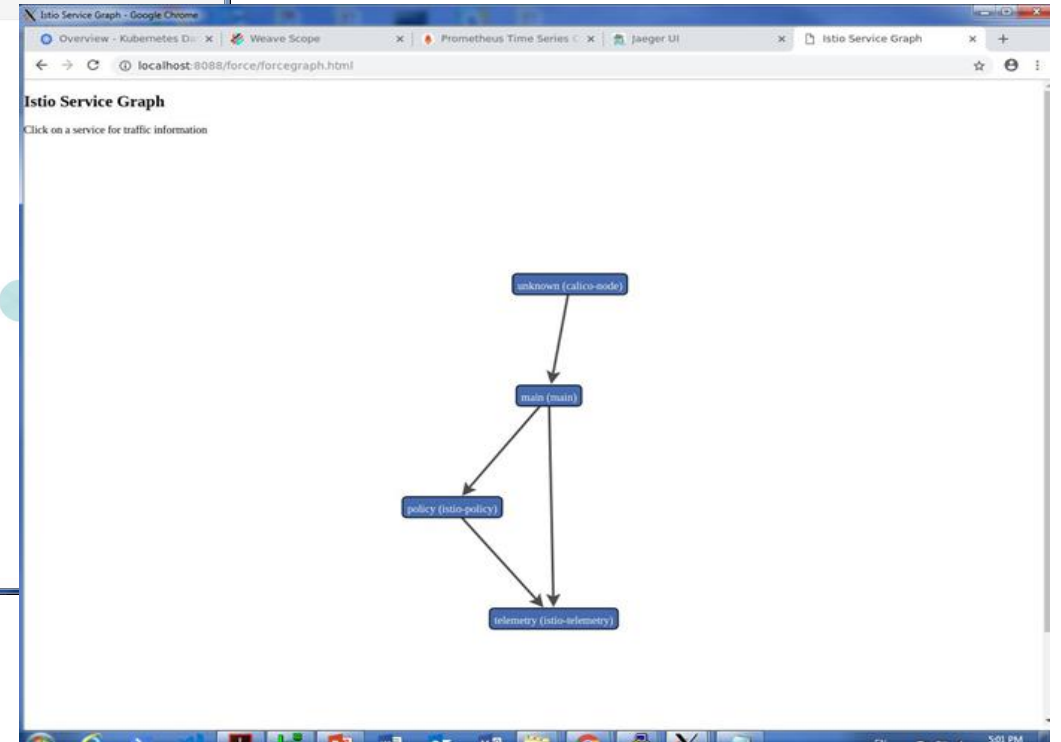 Istio Service Graph - Google Chrome
Overview - Kubernetes Da
Weave Scope
Prometheus Time Series C
Jaeger UI
Istio Service Graph
localhost:8088/force/forcegraph.html
Istio Service Graph
Click on a service for traffic information
unknown (calico-node)
main (main)
policy (istio-policy)
telemetry (istio-telemetry)
5:01 PM